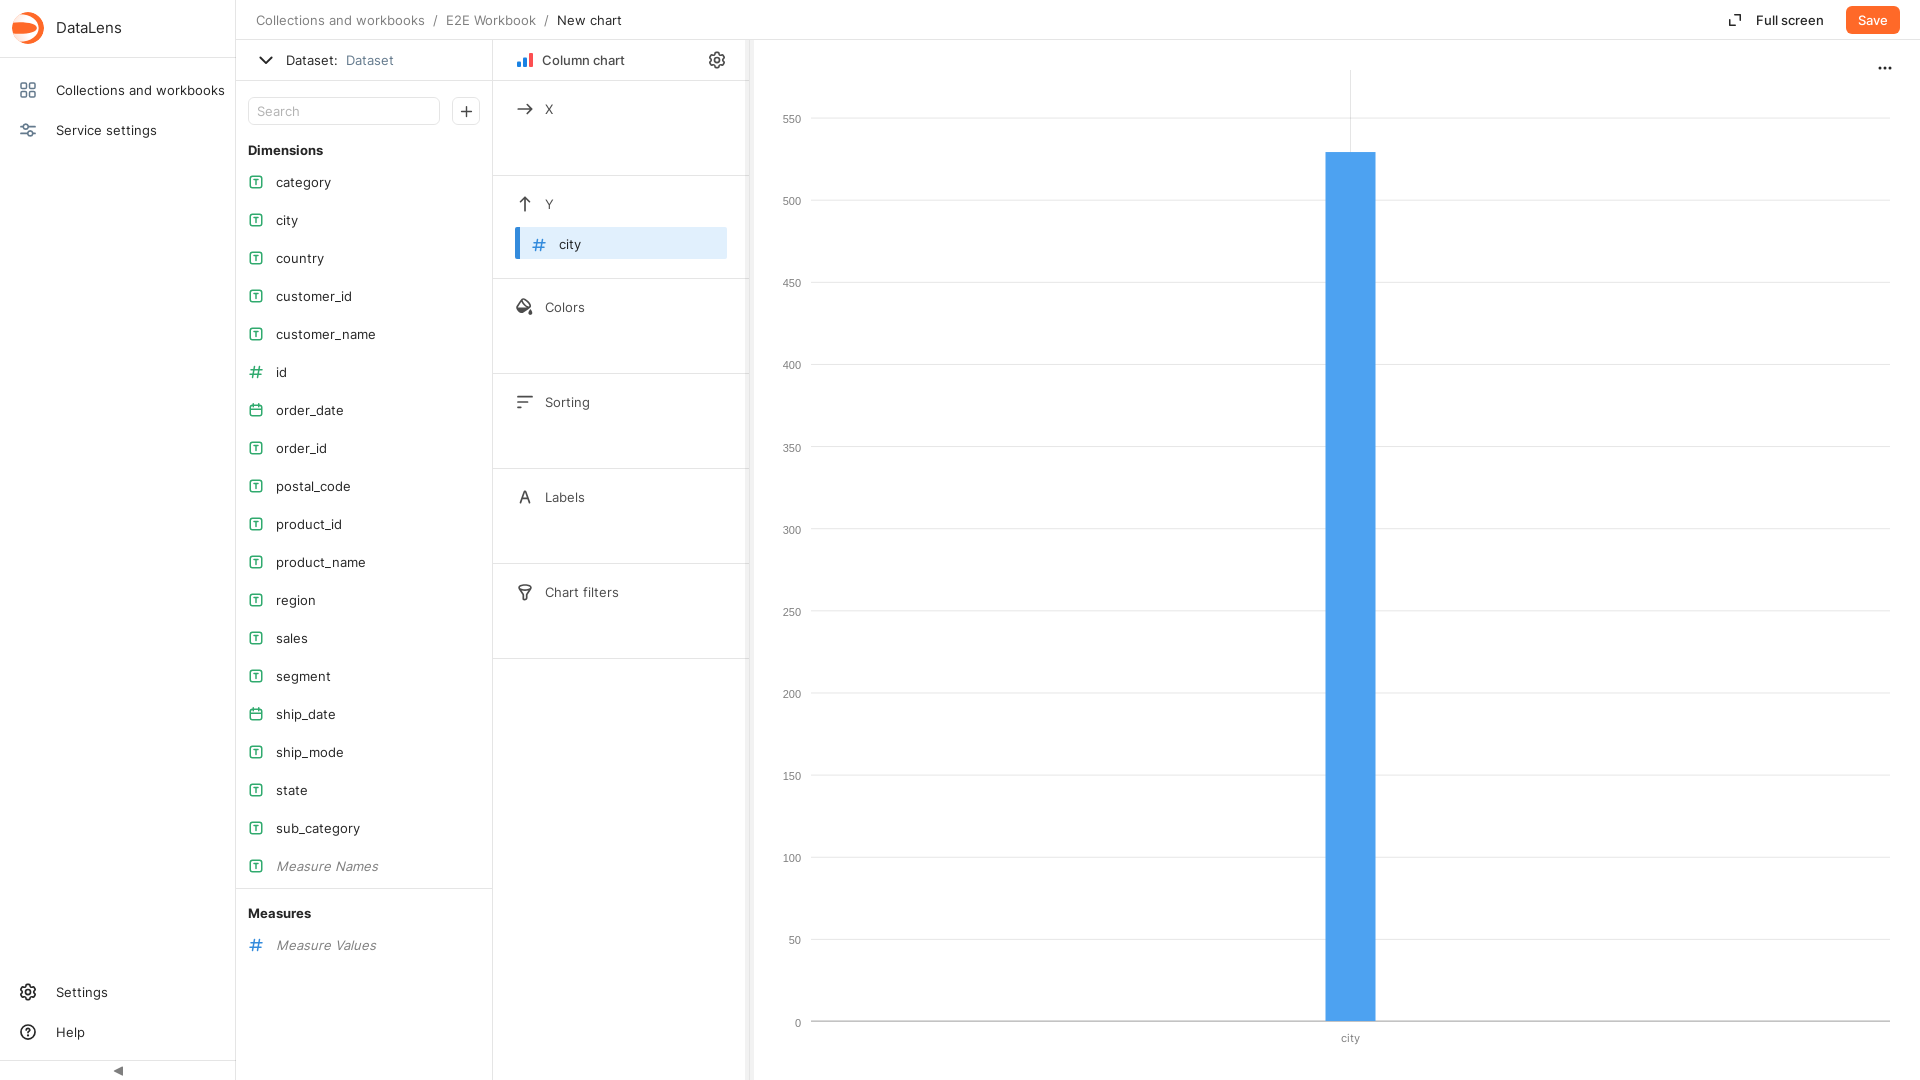 DataLens
Collections and workbooks
Service settings
Settings
Help
Collections and workbooks / E2E Workbook / New chart
Full screen
Save
Dataset: Dataset
Search
Dimensions
category
city
country
customer_id
customer_name
id
order_date
order_id
postal_code
product_id
product_name
region
sales
segment
ship_date
ship_mode
state
sub_category
Measure Names
Measures
Measure Values
Column chart
X
Y
city
Colors
Sorting
Labels
Chart filters
550
500
450
400
350
300
250
200
150
100
50
0
city